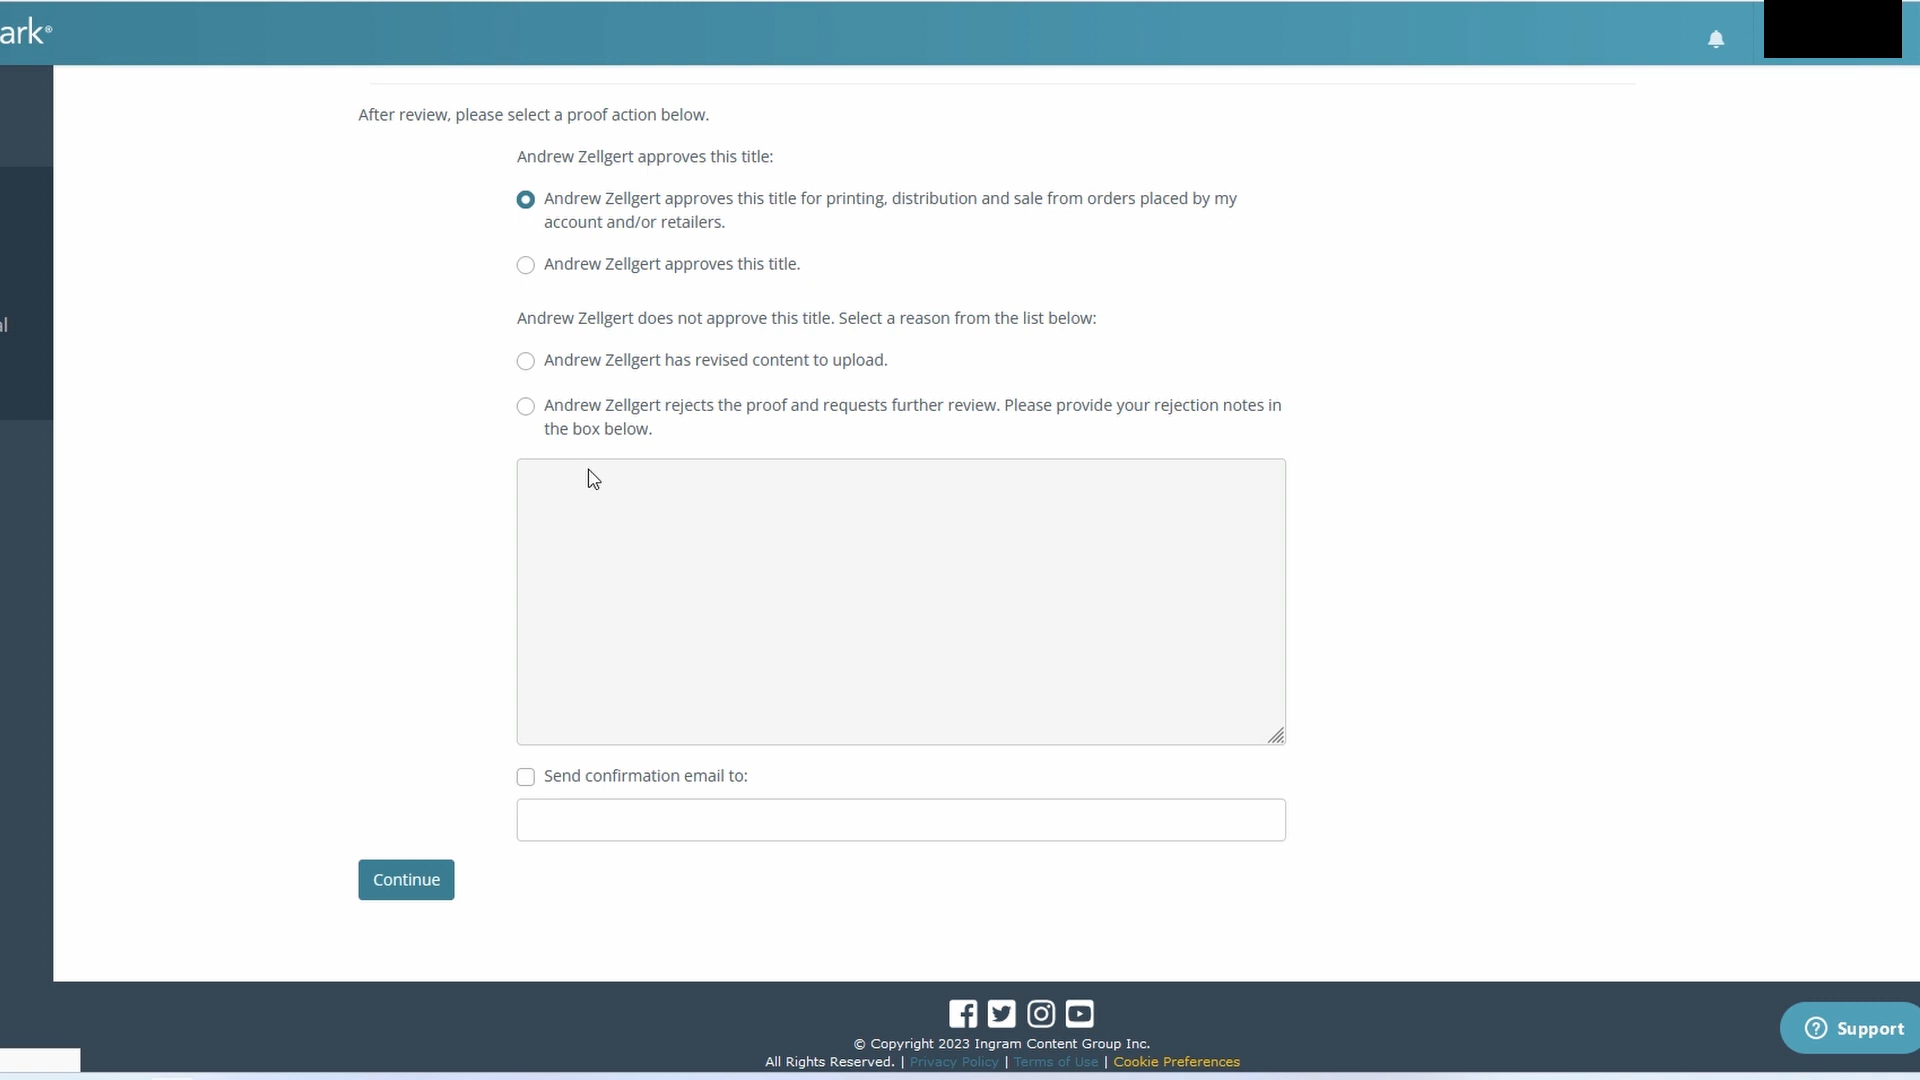 ark®
After review, please select a proof action below.
Andrew Zellgert approves this title:
Andrew Zellgert approves this title for printing, distribution and sale from orders placed by my
account and/or retailers.
Andrew Zellgert approves this title.
al
Andrew Zellgert does not approve this title. Select a reason from the list below:
Andrew Zellgert has revised content to upload.
Andrew Zellgert rejects the proof and requests further review. Please provide your rejection notes in
the box below.
Send confirmation email to:
Continue
© Copyright 2023 Ingram Content Group Inc.
All Rights Reserved. | Privacy Policy | Terms of Use | Cookie Preferences
Support